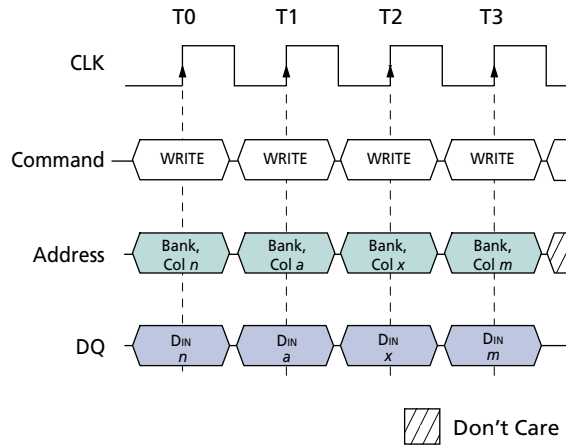 T0 T1 T2 T3
CLK
Command WRITE WRITE WRITE WRITE
Bank, Bank, Bank, Bank,
Address Col n Col a Col x Col m
DQ DIN DIN DIN DIN
n a x m
Don't Care